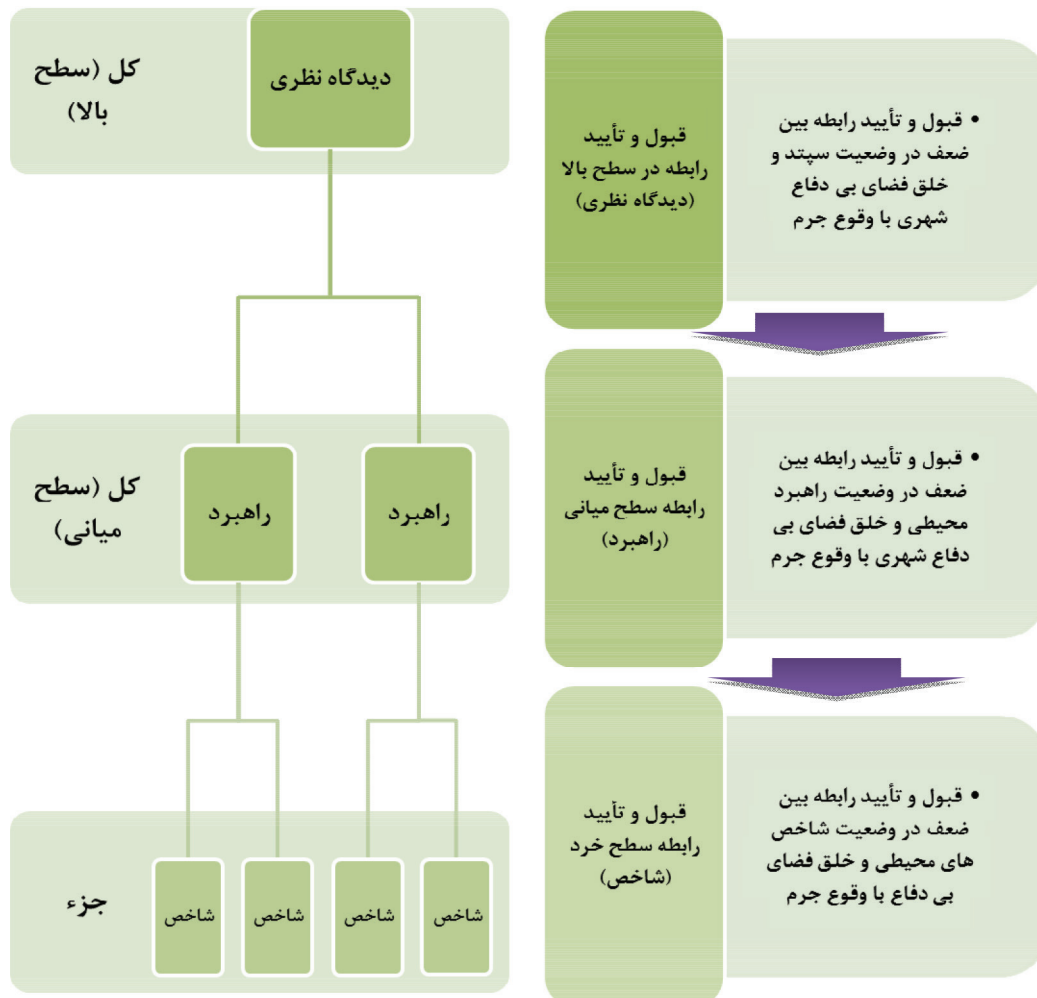 دیدگاه نظری
کل (سطح
بالا)
راهبرد
راهبرد
کل (سطح
میانی)
شاخص
شاخص
شاخص
شاخص
جزء
قبول و تأیید
رابطه در سطح بالا
(دیدگاه نظری)
• قبول و تأیید رابطه بین
ضعف در وضعیت سپتد و
خلق فضای بی دفاع
شهری با وقوع جرم
قبول و تأیید
رابطه سطح میانی
(راهبرد)
• قبول و تأیید رابطه بین
ضعف در وضعیت راهبرد
محیطی و خلق فضای بی
دفاع شهری با وقوع جرم
قبول و تأیید
رابطه سطح خرد
(شاخص)
• قبول و تأیید رابطه بین
ضعف در وضعیت شاخص
های محیطی و خلق فضای
بی دفاع با وقوع جرم